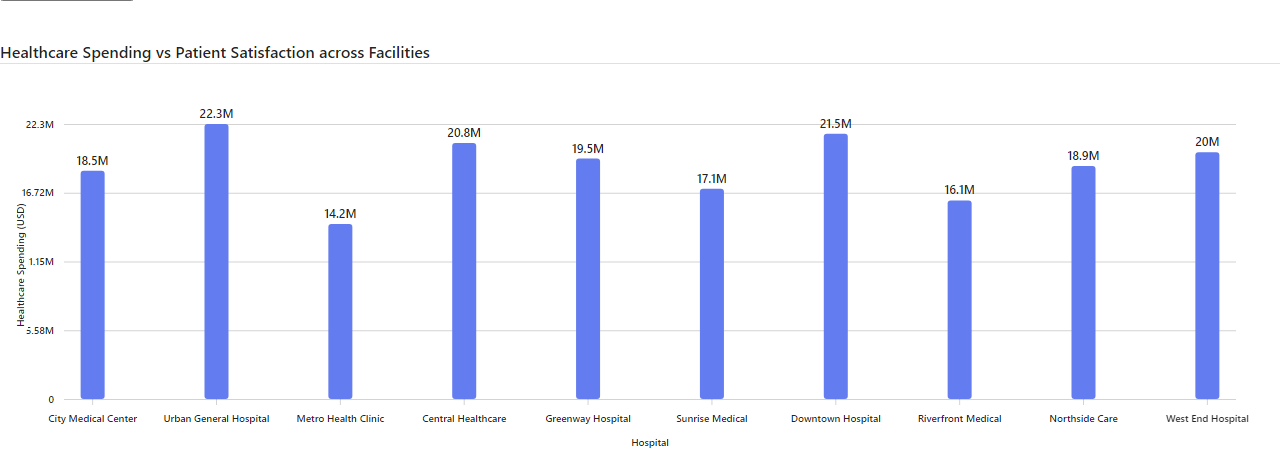 Healthcare Spending vs Patient Satisfaction across Facilities
22.3M
16.72M
1.15M
5.58M
0
Healthcare Spending (USD)
18.5M
22.3M
14.2M
20.8M
19.5M
17.1M
21.5M
16.1M
18.9M
20M
City Medical Center
Urban General Hospital
Metro Health Clinic
Central Healthcare
Greenway Hospital
Sunrise Medical
Downtown Hospital
Riverfront Medical
Northside Care
West End Hospital
Hospital